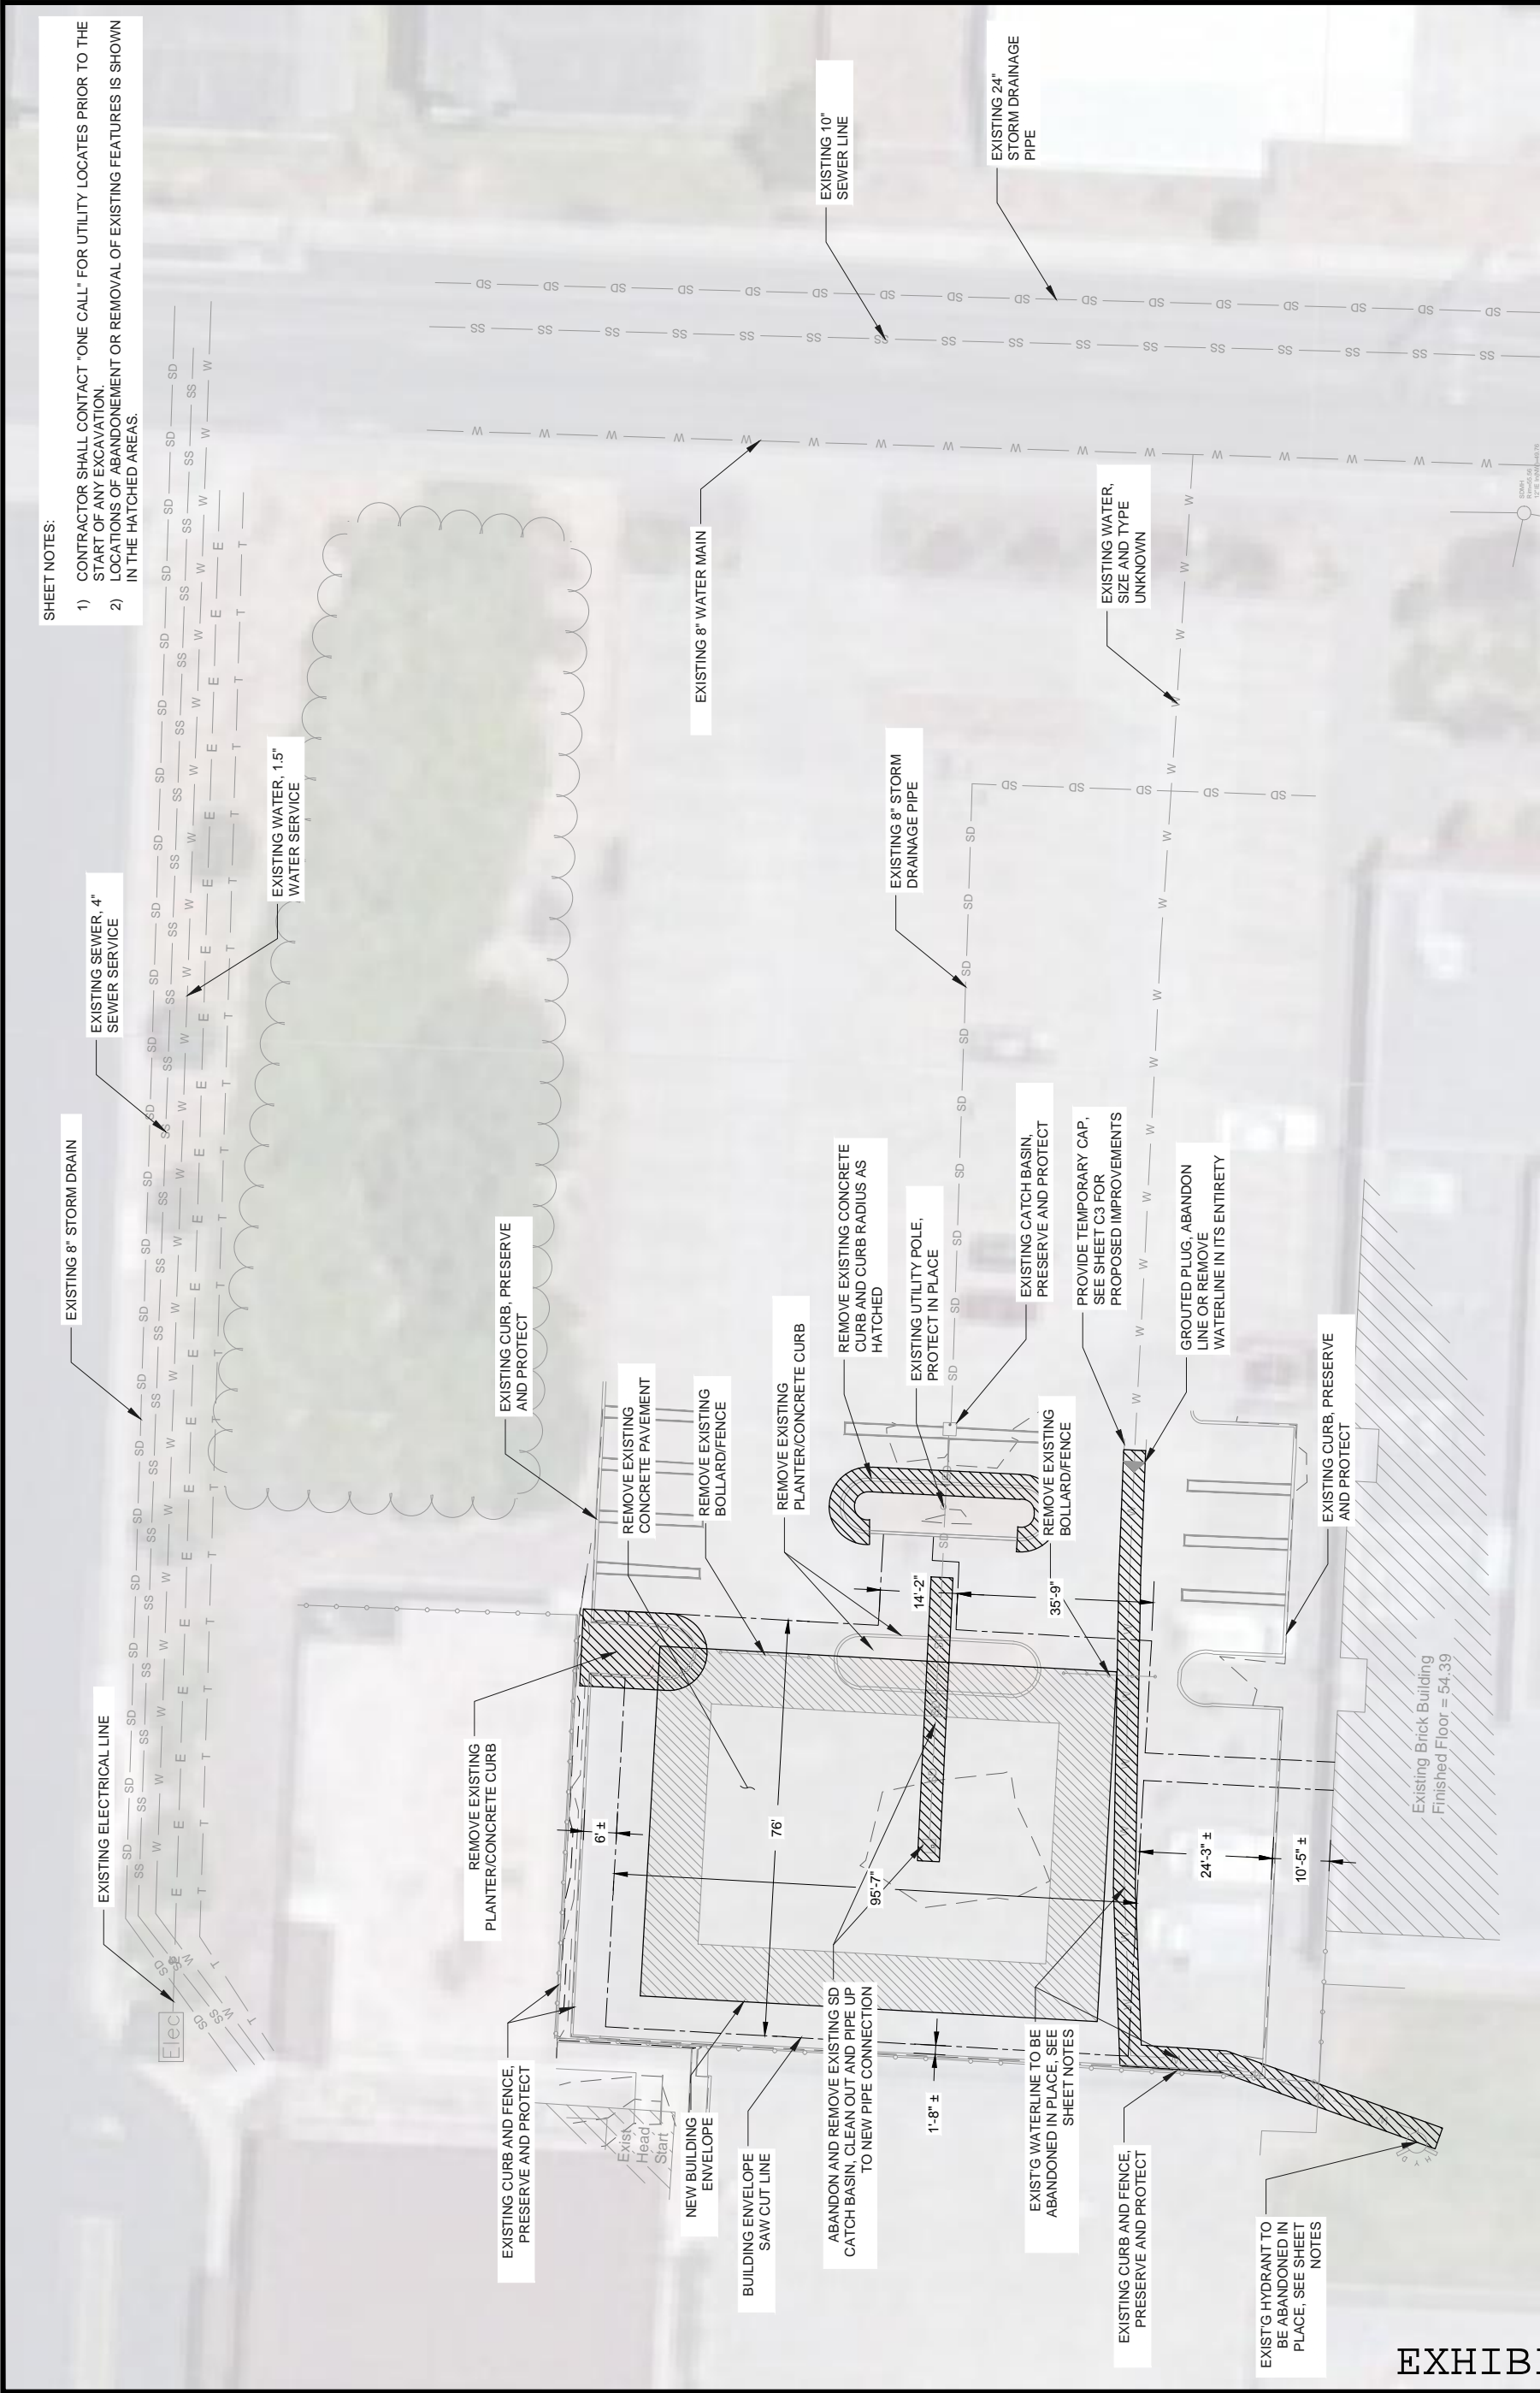 SHEET NOTES:
1) CONTRACTOR SHALL CONTACT "ONE CALL" FOR UTILITY LOCATES PRIOR TO THE
START OF ANY EXCAVATION.
2) LOCATIONS OF ABANDONEMENT OR REMOVAL OF EXISTING FEATURES IS SHOWN
IN THE HATCHED AREAS.
EXISTING ELECTRICAL LINE
EXISTING 8" STORM DRAIN
EXISTING SEWER, 4"
SEWER SERVICE
EXISTING WATER, 1.5"
WATER SERVICE
EXISTING 10"
SEWER LINE
EXISTING 24"
STORM DRAINAGE
PIPE
EXISTING 8" WATER MAIN
EXISTING WATER,
SIZE AND TYPE
UNKNOWN
EXISTING 8" STORM
DRAINAGE PIPE
EXISTING CURB, PRESERVE
AND PROTECT
REMOVE EXISTING
CONCRETE PAVEMENT
REMOVE EXISTING
BOLLARD/FENCE
REMOVE EXISTING
PLANTER/CONCRETE CURB
REMOVE EXISTING CONCRETE
CURB AND CURB RADIUS AS
HATCHED
EXISTING UTILITY POLE,
PROTECT IN PLACE
EXISTING CATCH BASIN,
PRESERVE AND PROTECT
REMOVE EXISTING
BOLLARD/FENCE
PROVIDE TEMPORARY CAP,
SEE SHEET C3 FOR
PROPOSED IMPROVEMENTS
GROUTED PLUG, ABANDON
LINE OR REMOVE
WATERLINE IN ITS ENTIRETY
EXISTING CURB, PRESERVE
AND PROTECT
REMOVE EXISTING
PLANTER/CONCRETE CURB
EXISTING CURB AND FENCE,
PRESERVE AND PROTECT
NEW BUILDING
ENVELOPE
BUILDING ENVELOPE
SAW CUT LINE
ABANDON AND REMOVE EXISTING SD
CATCH BASIN, CLEAN OUT AND PIPE UP
TO NEW PIPE CONNECTION
EXIST'G WATERLINE TO BE
ABANDONED IN PLACE, SEE
SHEET NOTES
EXISTING CURB AND FENCE,
PRESERVE AND PROTECT
EXIST'G HYDRANT TO
BE ABANDONED IN
PLACE, SEE SHEET
NOTES
6' ±
76'
95'-7"
14'-2"
35'-9"
1'-8" ±
24'-3" ±
10'-5" ±
Elec
Exist
Head
Start
Existing Brick Building
Finished Floor = 54.39
HYD
SDMH
EXHIB